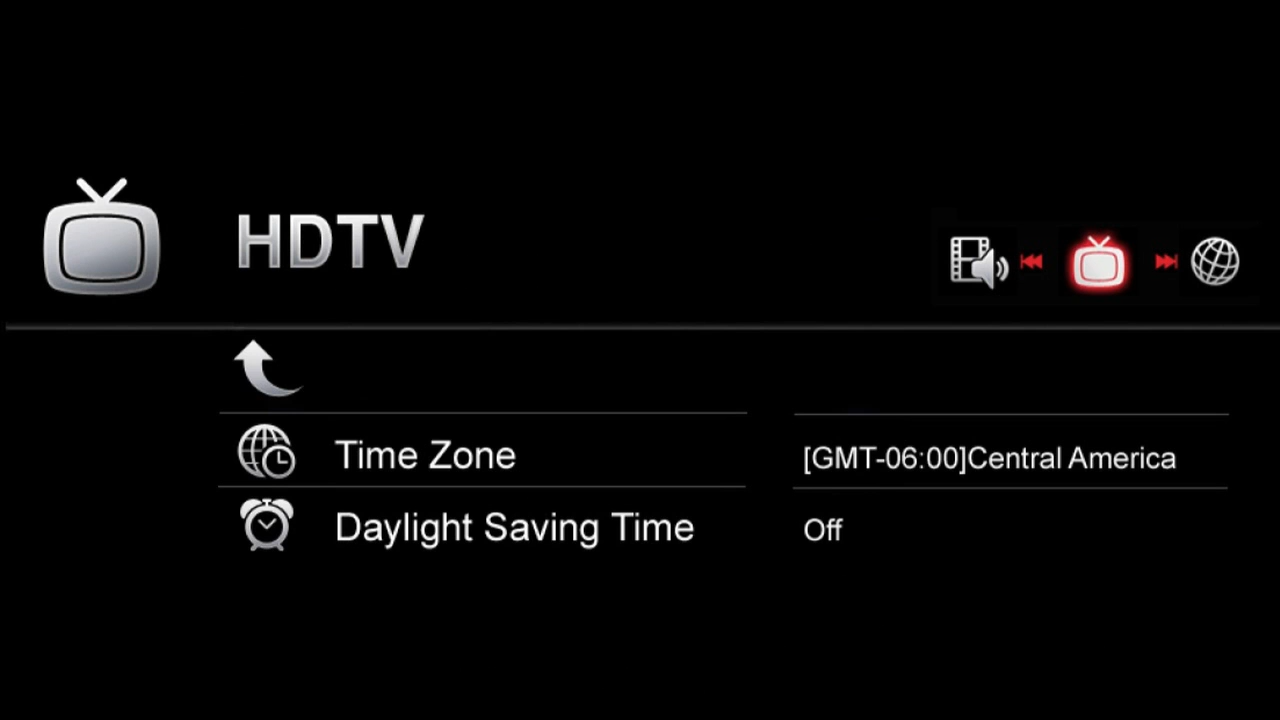 HDTV
Time Zone
[GMT-06:00]Central America
Daylight Saving Time
Off